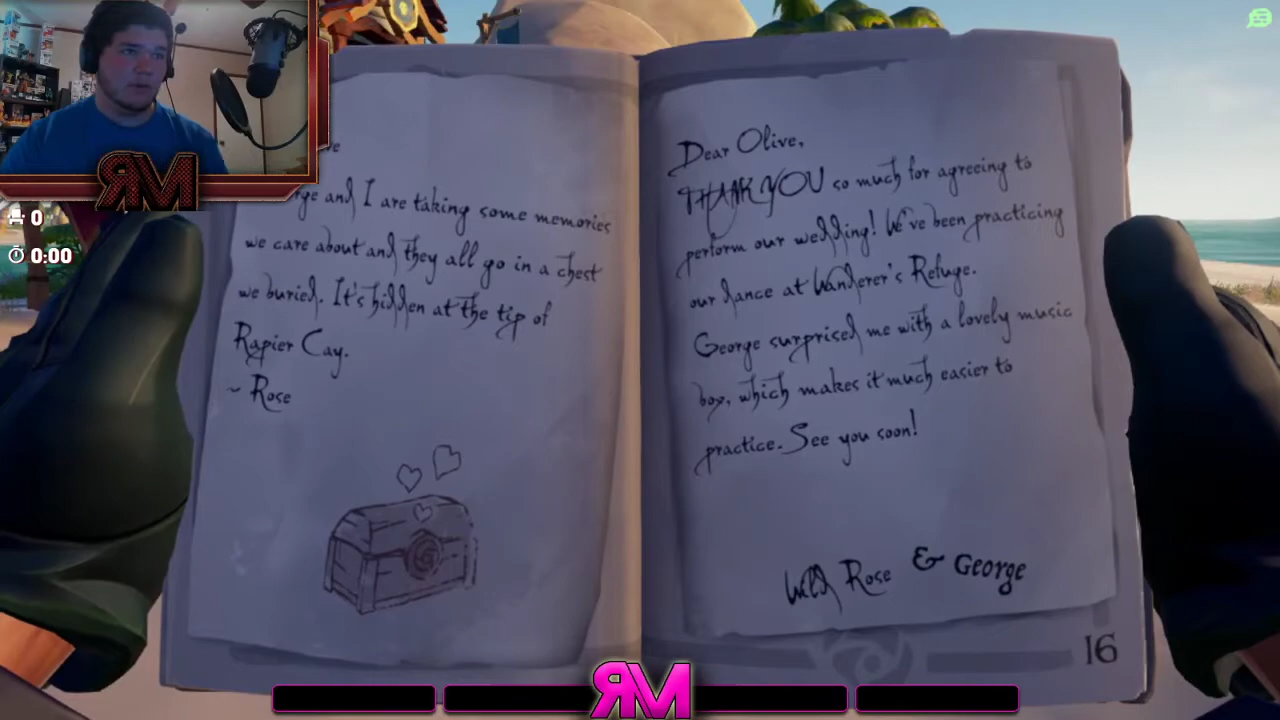 RM
0
0:00
rge and I are taking some memories
we care about and they all go in a chest
we buried. It's hidden at the tip of
Rapier Cay.
~ Rose
Dear Olive,
THANK YOU so much for agreeing to
perform our wedding! We've been practicing
our dance at Wanderer's Refuge.
George surprised me with a lovely music
box, which makes it much easier to
practice. See you soon!
Wild Rose & George
16
RM